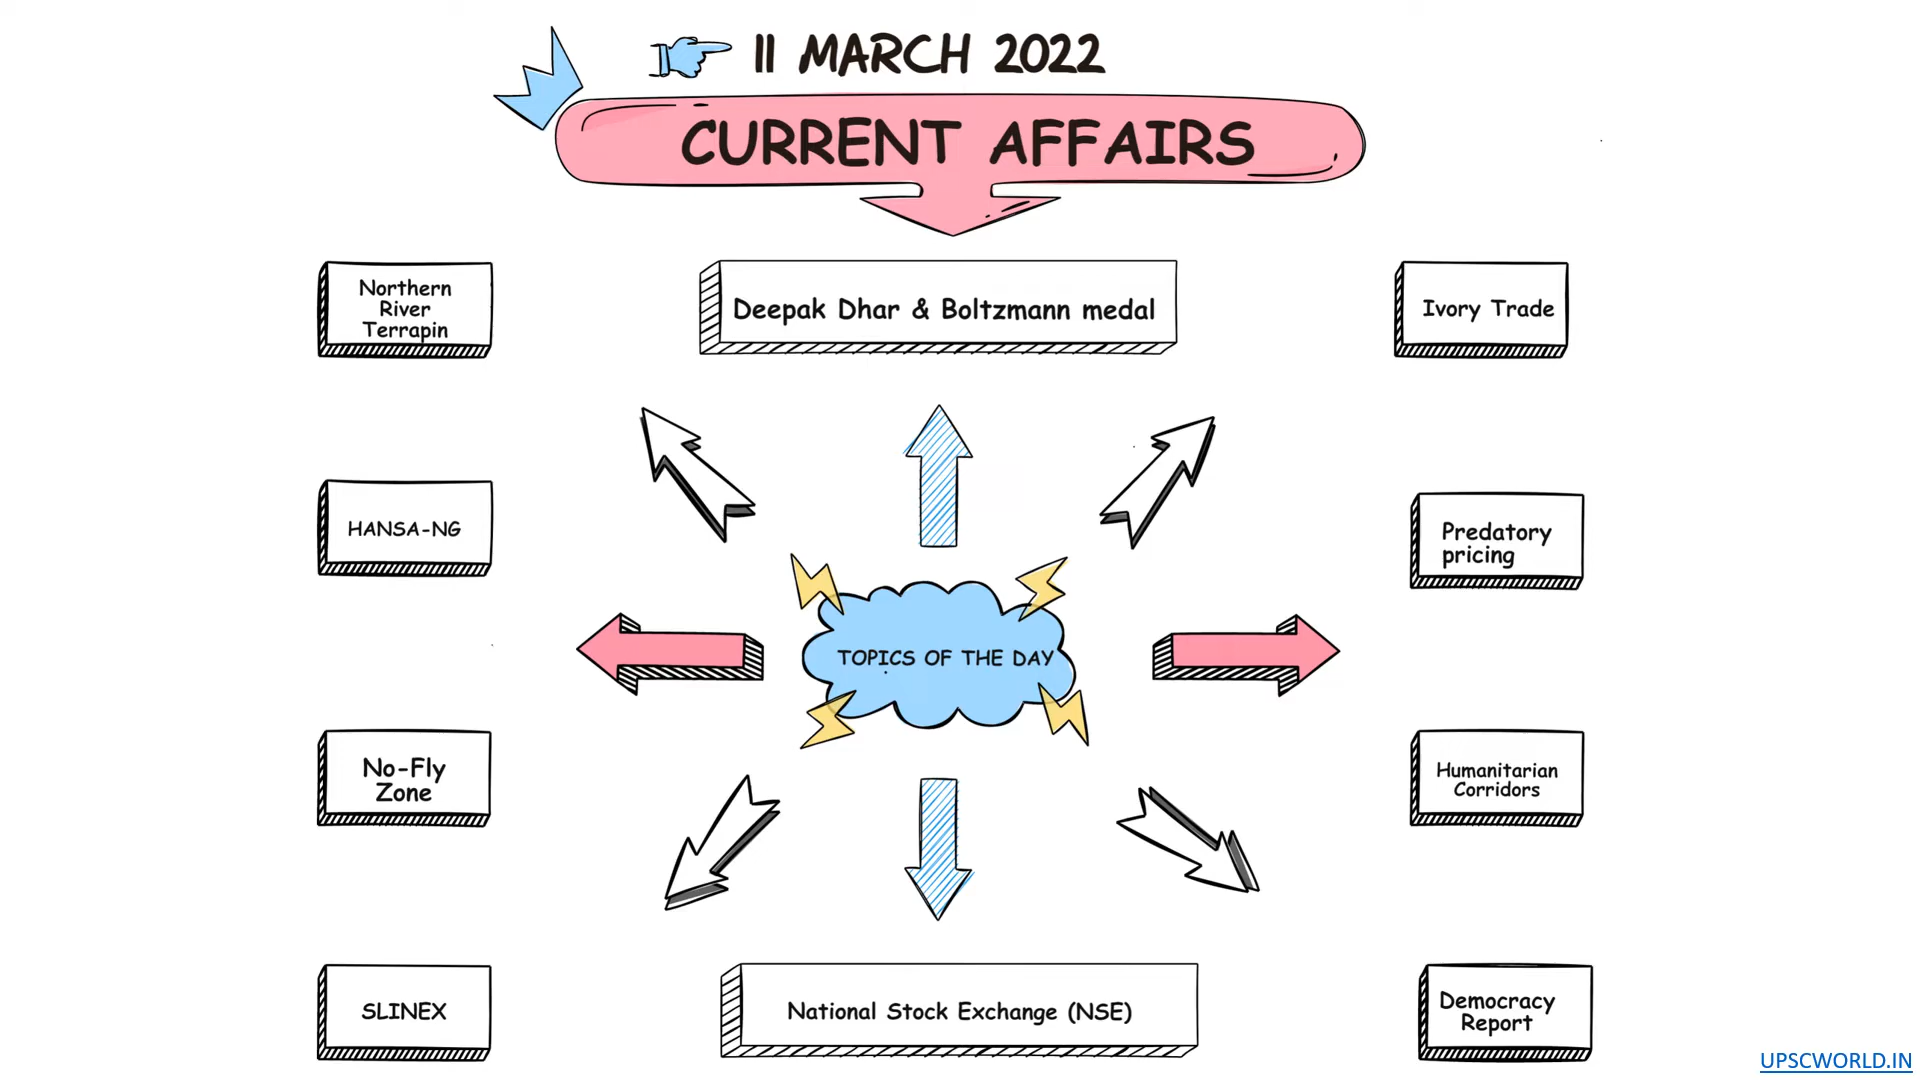 11 MARCH 2022
CURRENT AFFAIRS
Northern
River
Terrapin
Deepak Dhar & Boltzmann medal
Ivory Trade
HANSA-NG
Predatory
pricing
TOPICS OF THE DAY
No-Fly
Zone
Humanitarian
Corridors
SLINEX
National Stock Exchange (NSE)
Democracy
Report
UPSCWORLD.IN